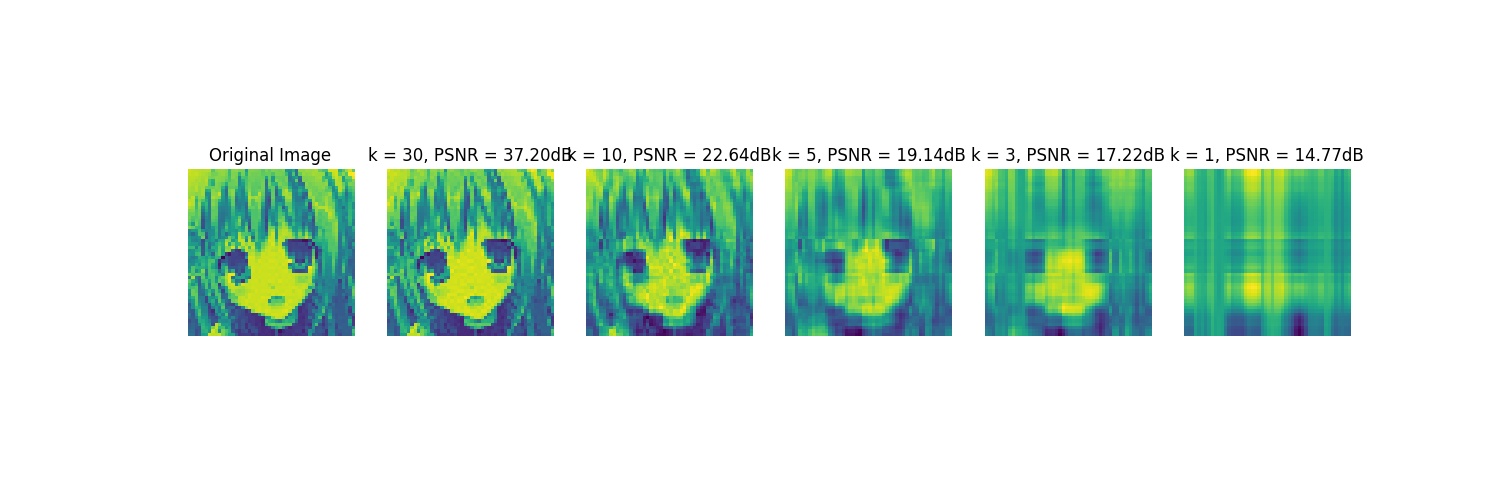 Original Image
k = 30, PSNR = 37.20dB
k = 10, PSNR = 22.64dB
k = 5, PSNR = 19.14dB
k = 3, PSNR = 17.22dB
k = 1, PSNR = 14.77dB